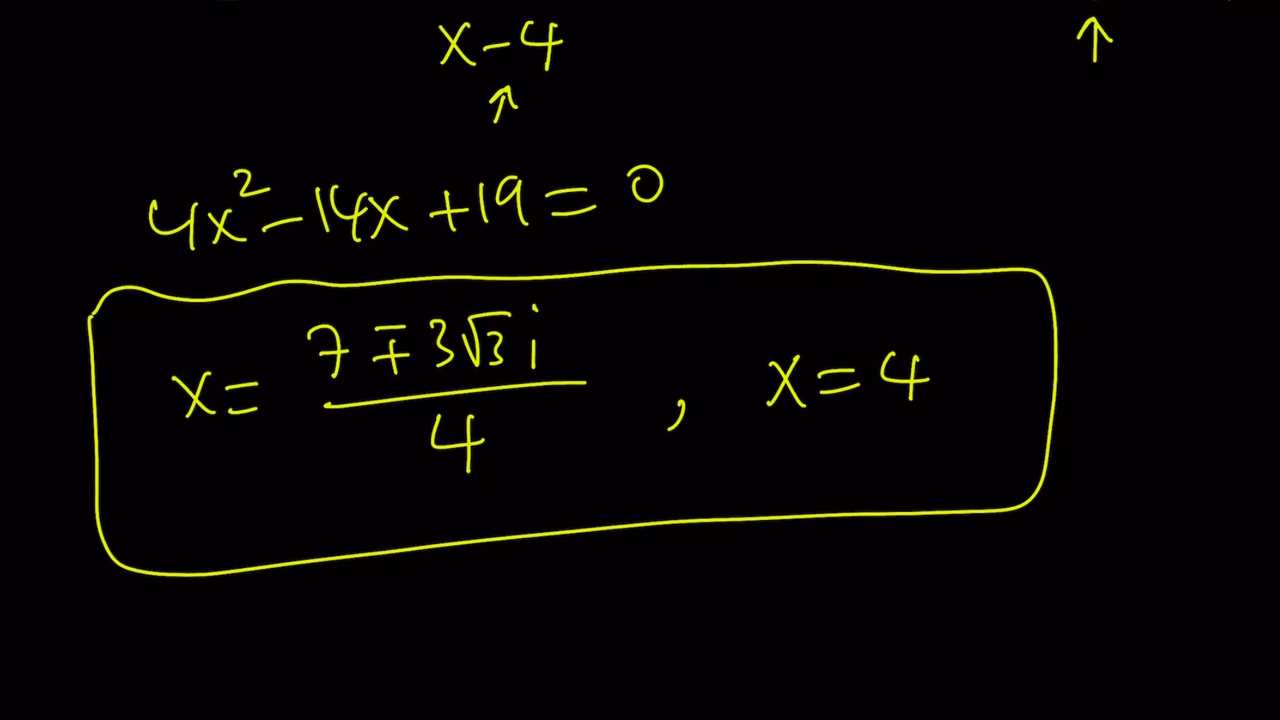 x-4 ↑
↑
4x²-14x+19=0
x= (7∓3√3 i)/4 , x=4